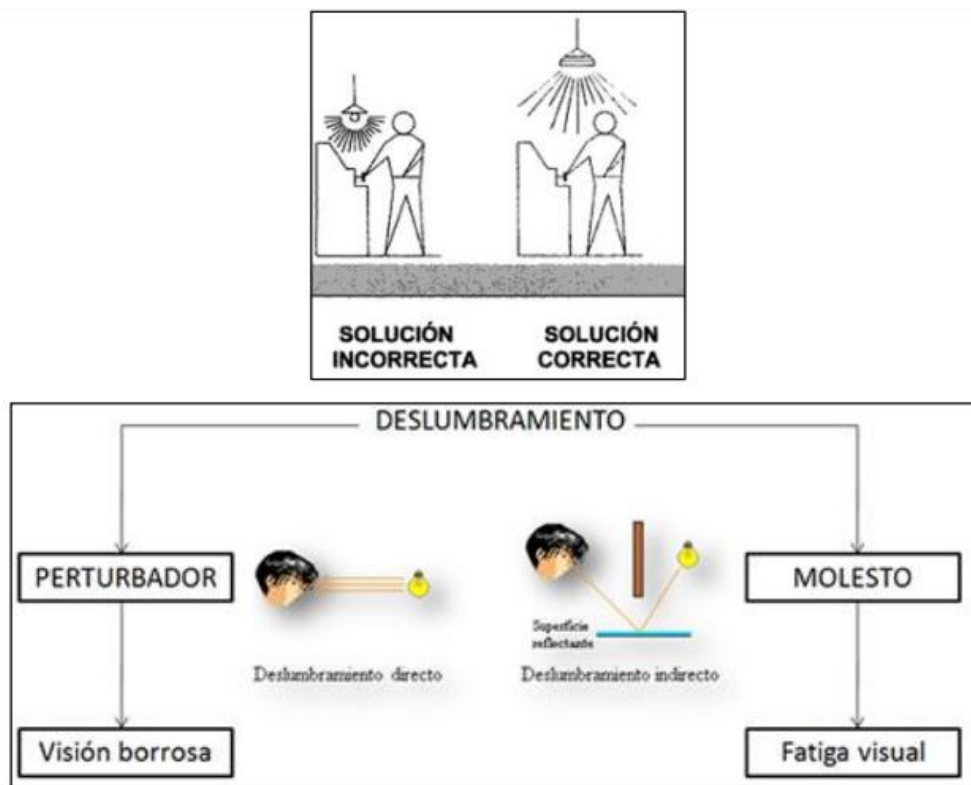 SOLUCIÓN
INCORRECTA
SOLUCIÓN
CORRECTA
DESLUMBRAMIENTO
PERTURBADOR
MOLESTO
Superficie
reflectante
Deslumbramiento directo
Deslumbramiento indirecto
Visión borrosa
Fatiga visual